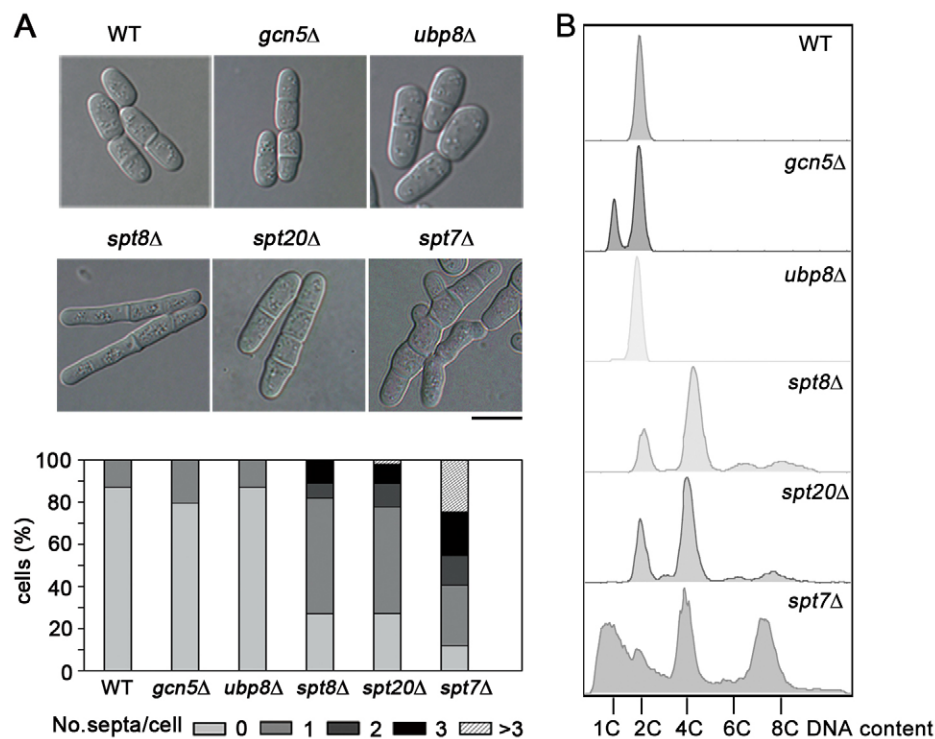 A
WT gcn5Δ ubp8Δ
spt8Δ spt20Δ spt7Δ
100
80
60
40
20
0
cells (%)
WT gcn5Δ ubp8Δ spt8Δ spt20Δ spt7Δ
No.septa/cell 0 1 2 3 >3
B
WT
gcn5Δ
ubp8Δ
spt8Δ
spt20Δ
spt7Δ
1C 2C 4C 6C 8C DNA content